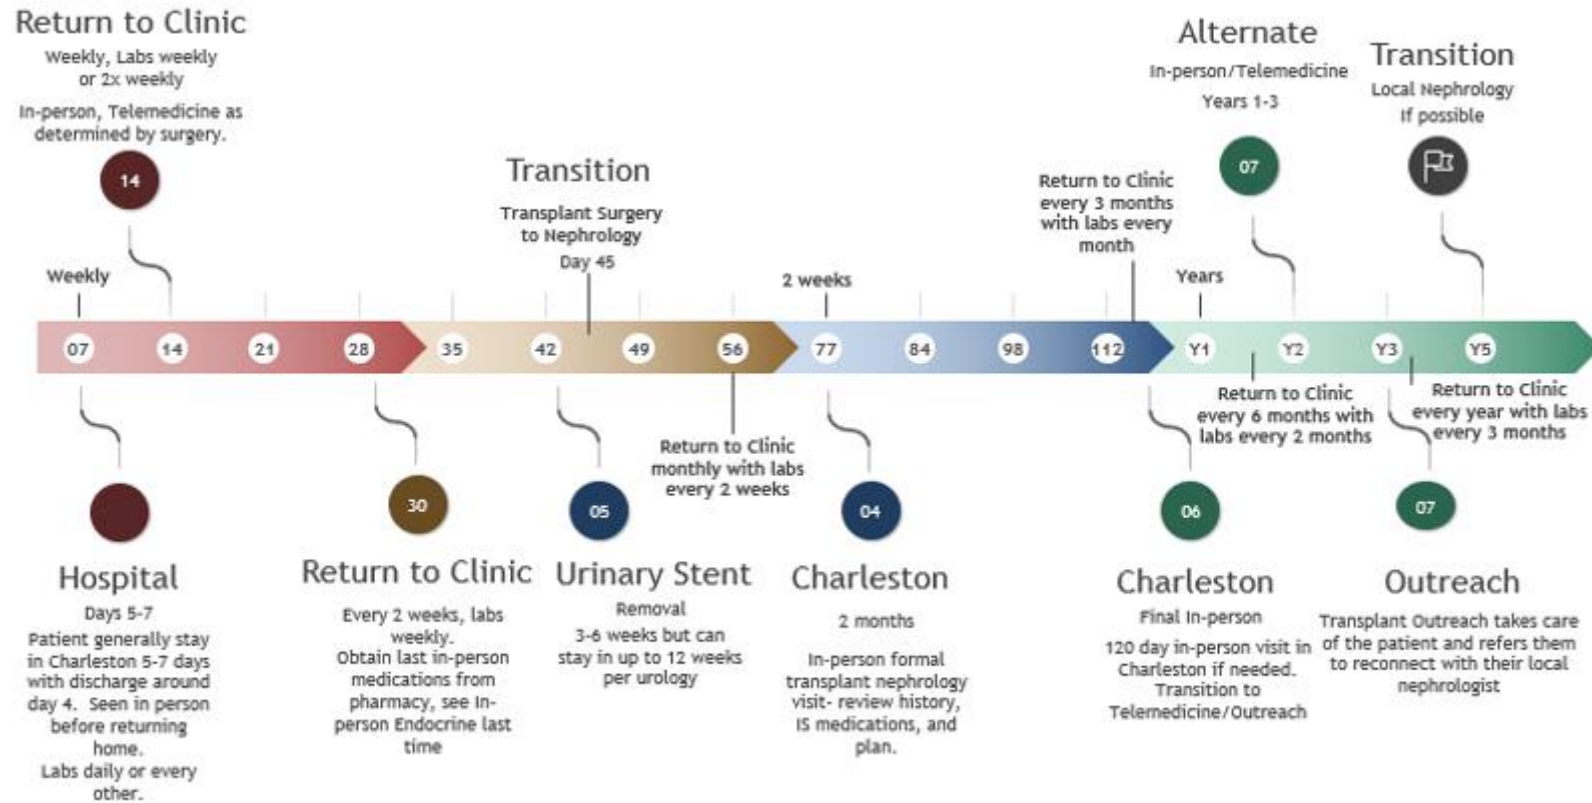 Return to Clinic
Weekly, Labs weekly
or 2x weekly
In-person, Telemedicine as
determined by surgery.
14
Weekly
Transition
Transplant Surgery
to Nephrology
Day 45
2 weeks
Return to Clinic
every 3 months
with labs every
month
Alternate
In-person/Telemedicine
Years 1-3
07
Years
Transition
Local Nephrology
If possible
07 14 21 28 35 42 49 56 77 84 98 112 Y1 Y2 Y3 Y5
Return to Clinic
monthly with labs
every 2 weeks
Return to Clinic
every 6 months with
labs every 2 months
Return to Clinic
every year with labs
every 3 months
Hospital
Days 5-7
Patient generally stay
in Charleston 5-7 days
with discharge around
day 4. Seen in person
before returning
home.
Labs daily or every
other.
30
Return to Clinic
Every 2 weeks, labs
weekly.
Obtain last in-person
medications from
pharmacy, see In-
person Endocrine last
time
05
Urinary Stent
Removal
3-6 weeks but can
stay in up to 12 weeks
per urology
04
Charleston
2 months
In-person formal
transplant nephrology
visit- review history,
IS medications, and
plan.
06
Charleston
Final In-person
120 day in-person visit in
Charleston if needed.
Transition to
Telemedicine/Outreach
07
Outreach
Transplant Outreach takes care
of the patient and refers them
to reconnect with their local
nephrologist